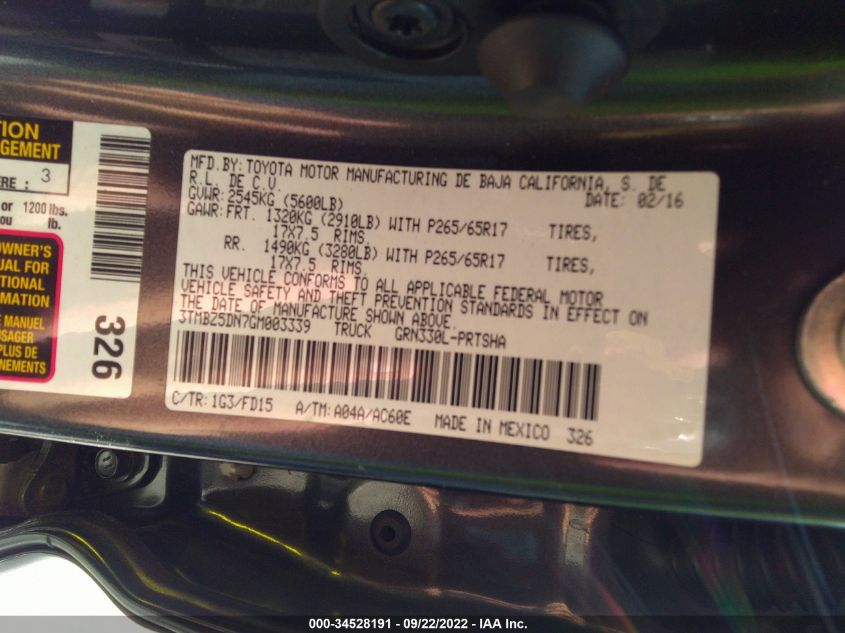 TION
GEMENT
ERE : 3
or 1200 lbs.
ou lb.
OWNER'S
UAL FOR
TIONAL
RMATION
E MANUEL
USAGER
PLUS DE
NEMENTS
326
MFD.BY: TOYOTA MOTOR MANUFACTURING DE BAJA CALIFORNIA, S. DE
R.L. DE C.V. DATE: 02/16
GVWR: 2545KG (5600LB)
GAWR: FRT. 1320KG (2910LB) WITH P265/65R17 TIRES,
17X7.5 RIMS.
RR. 1490KG (3280LB) WITH P265/65R17 TIRES,
17X7.5 RIMS.
THIS VEHICLE CONFORMS TO ALL APPLICABLE FEDERAL MOTOR
VEHICLE SAFETY AND THEFT PREVENTION STANDARDS IN EFFECT ON
THE DATE OF MANUFACTURE SHOWN ABOVE.
3TMBZ5DN7GM003339 TRUCK GRN330L-PRTSHA
C/TR: 1G3/FD15 A/TM: A04A/AC60E MADE IN MEXICO 326
000-34528191 - 09/22/2022 - IAA Inc.